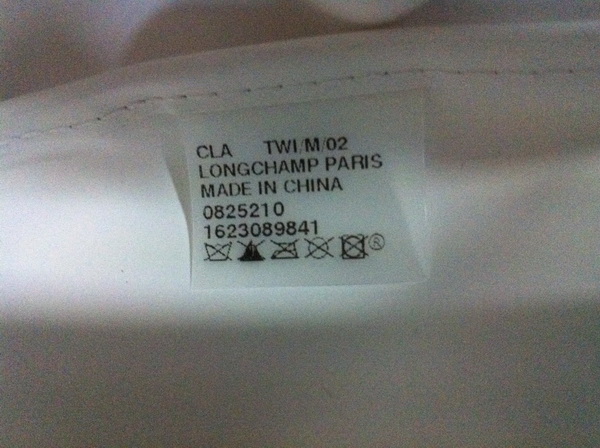 CLA TWI/M/02
LONGCHAMP PARIS
MADE IN CHINA
0825210
1623089841
®